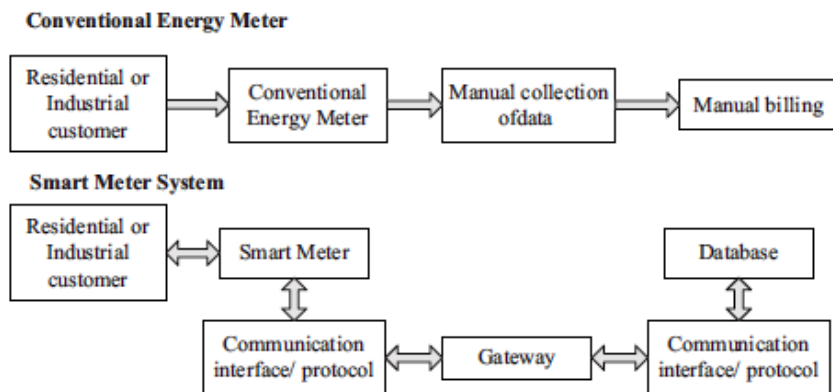 Conventional Energy Meter
Residential or
Industrial
customer
Conventional
Energy Meter
Manual collection
ofdata
Manual billing
Smart Meter System
Residential or
Industrial
customer
Smart Meter
Database
Communication
interface/ protocol
Gateway
Communication
interface/ protocol